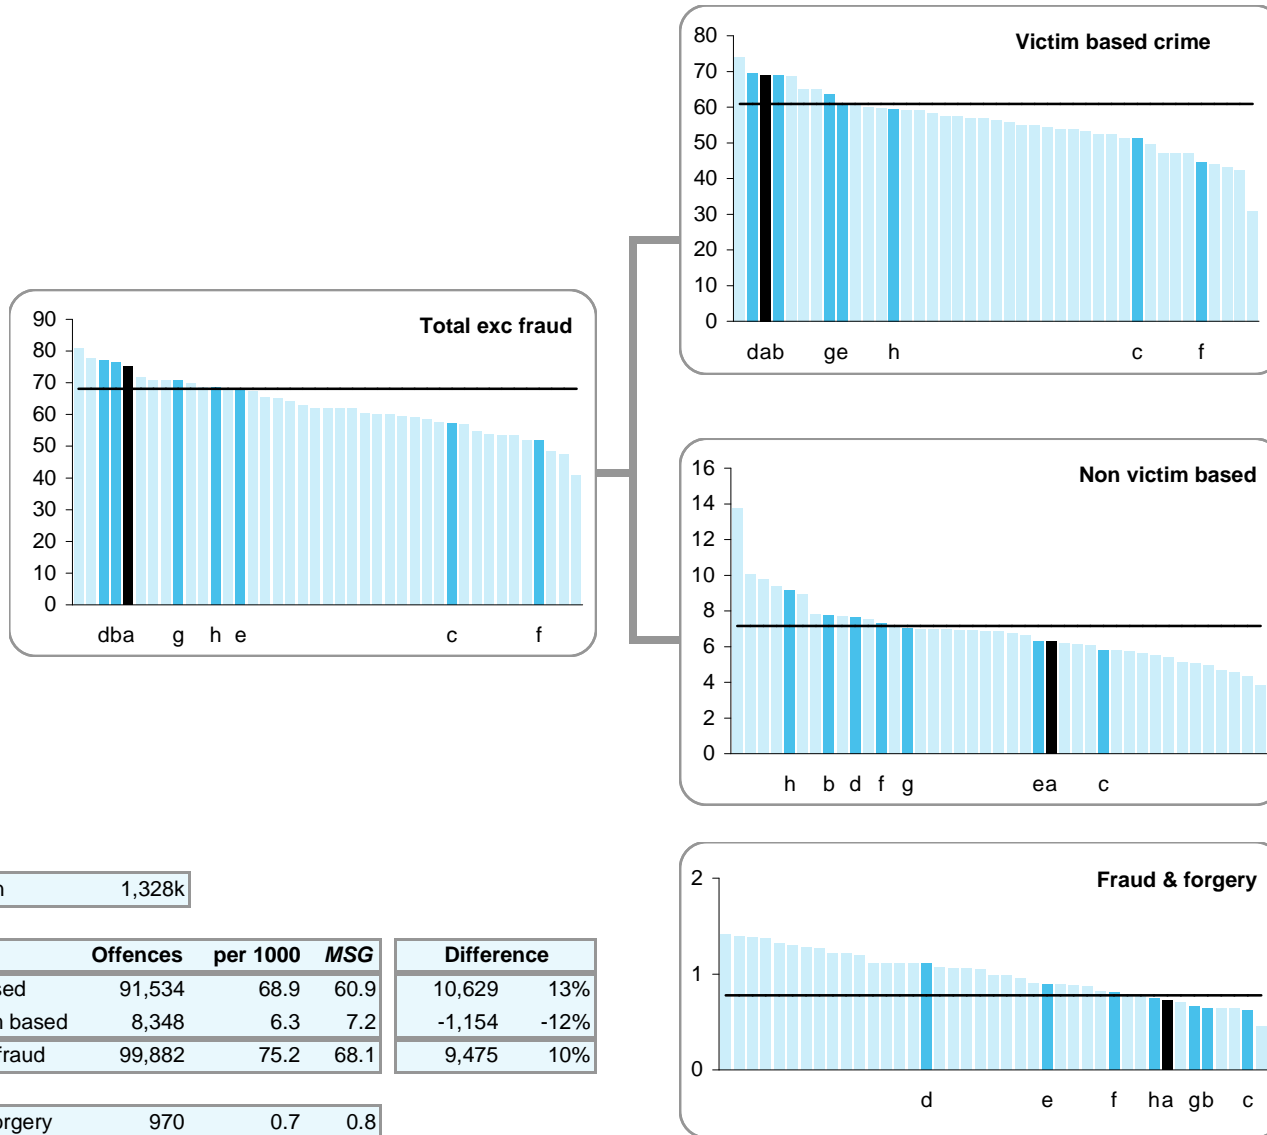 Victim based crime
80
70
60
50
40
30
20
10
0
dab ge h c f
Total exc fraud
90
80
70
60
50
40
30
20
10
0
dba g h e c f
Non victim based
16
14
12
10
8
6
4
2
0
h b d f g ea c
Fraud & forgery
2
1
0
d e f ha gb c
n 1,328k
Offences per 1000 MSG Difference
sed 91,534 68.9 60.9 10,629 13%
n based 8,348 6.3 7.2 -1,154 -12%
fraud 99,882 75.2 68.1 9,475 10%
orgery 970 0.7 0.8